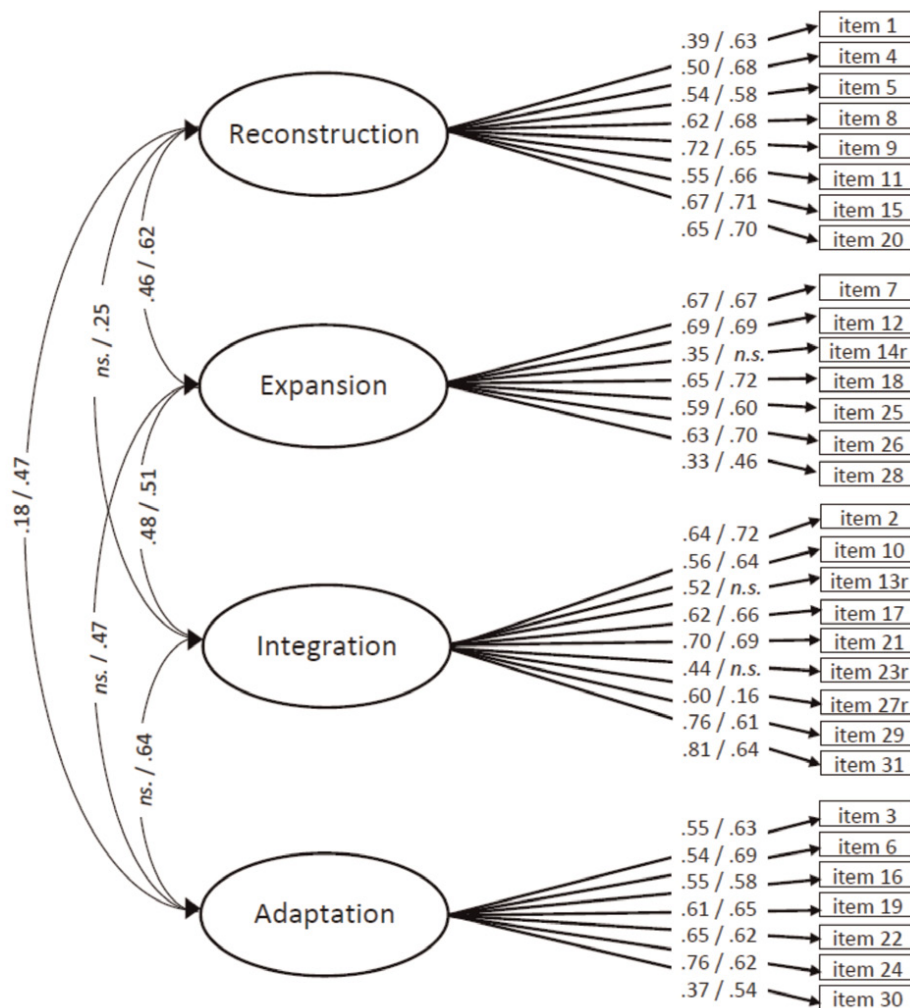 .39 / .63 item 1
.50 / .68 item 4
.54 / .58 item 5
.62 / .68 item 8
Reconstruction
.72 / .65 item 9
.55 / .66 item 11
.67 / .71 item 15
.65 / .70 item 20
.46 / .62
ns. / .25
.67 / .67 item 7
.69 / .69 item 12
.35 / n.s. item 14r
.65 / .72 item 18
Expansion
.59 / .60 item 25
.63 / .70 item 26
.33 / .46 item 28
.18 / .47
.48 / .51
.64 / .72 item 2
.56 / .64 item 10
.52 / n.s. item 13r
.62 / .66 item 17
Integration
.70 / .69 item 21
.44 / n.s. item 23r
.60 / .16 item 27r
.76 / .61 item 29
.81 / .64 item 31
ns. / .47
ns. / .64
.55 / .63 item 3
.54 / .69 item 6
.55 / .58 item 16
.61 / .65 item 19
Adaptation
.65 / .62 item 22
.76 / .62 item 24
.37 / .54 item 30